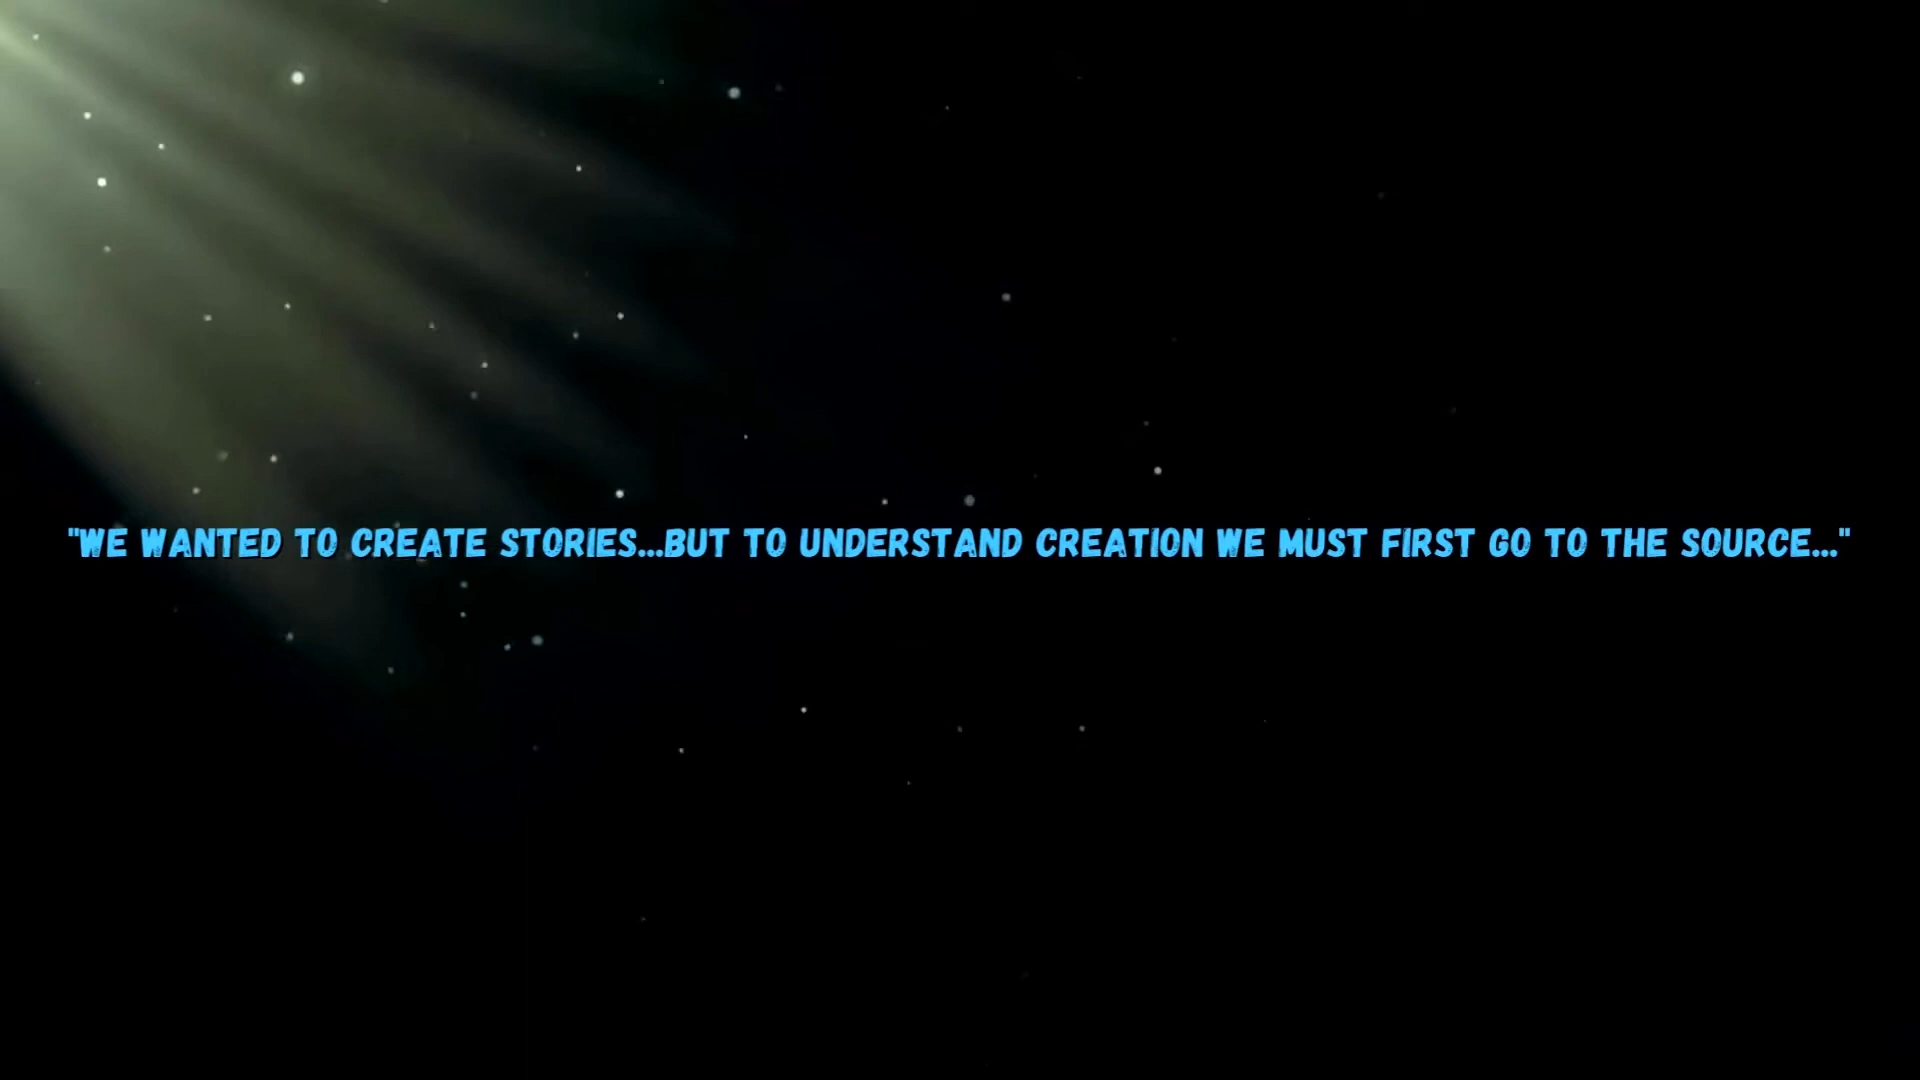 "WE WANTED TO CREATE STORIES...BUT TO UNDERSTAND CREATION WE MUST FIRST GO TO THE SOURCE..."